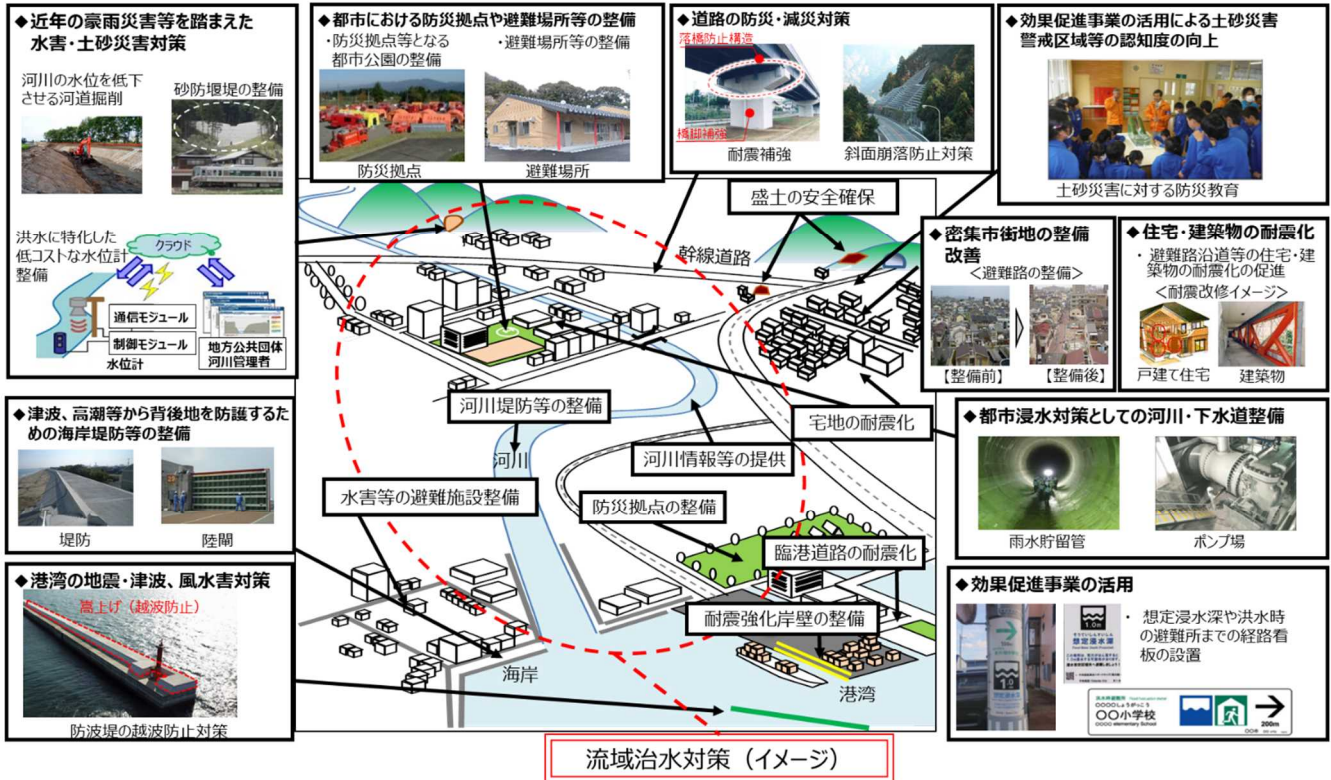 ◆近年の豪雨災害等を踏まえた
水害・土砂災害対策
河川の水位を低下
させる河道掘削
砂防堰堤の整備
洪水に特化した
低コストな水位計
整備
クラウド
通信モジュール
制御モジュール
水位計
地方公共団体
河川管理者
◆都市における防災拠点や避難場所等の整備
・防災拠点等となる
都市公園の整備
・避難場所等の整備
防災拠点
避難場所
◆道路の防災・減災対策
落橋防止構造
橋脚補強
耐震補強
斜面崩落防止対策
◆効果促進事業の活用による土砂災害
警戒区域等の認知度の向上
土砂災害に対する防災教育
盛土の安全確保
幹線道路
◆密集市街地の整備
改善
＜避難路の整備＞
【整備前】
【整備後】
◆住宅・建築物の耐震化
・ 避難路沿道等の住宅・建
築物の耐震化の促進
＜耐震改修イメージ＞
戸建て住宅
建築物
◆津波、高潮等から背後地を防護するた
めの海岸堤防等の整備
堤防
陸閘
河川堤防等の整備
河川
宅地の耐震化
河川情報等の提供
水害等の避難施設整備
防災拠点の整備
臨港道路の耐震化
耐震強化岸壁の整備
海岸
港湾
◆都市浸水対策としての河川・下水道整備
雨水貯留管
ポンプ場
◆港湾の地震・津波、風水害対策
嵩上げ（越波防止）
防波堤の越波防止対策
◆効果促進事業の活用
・ 想定浸水深や洪水時
の避難所までの経路看
板の設置
1.0m
想定浸水深
〇〇〇〇しょうがっこう
〇〇小学校
〇〇〇〇 elementary School
200m
流域治水対策（イメージ）